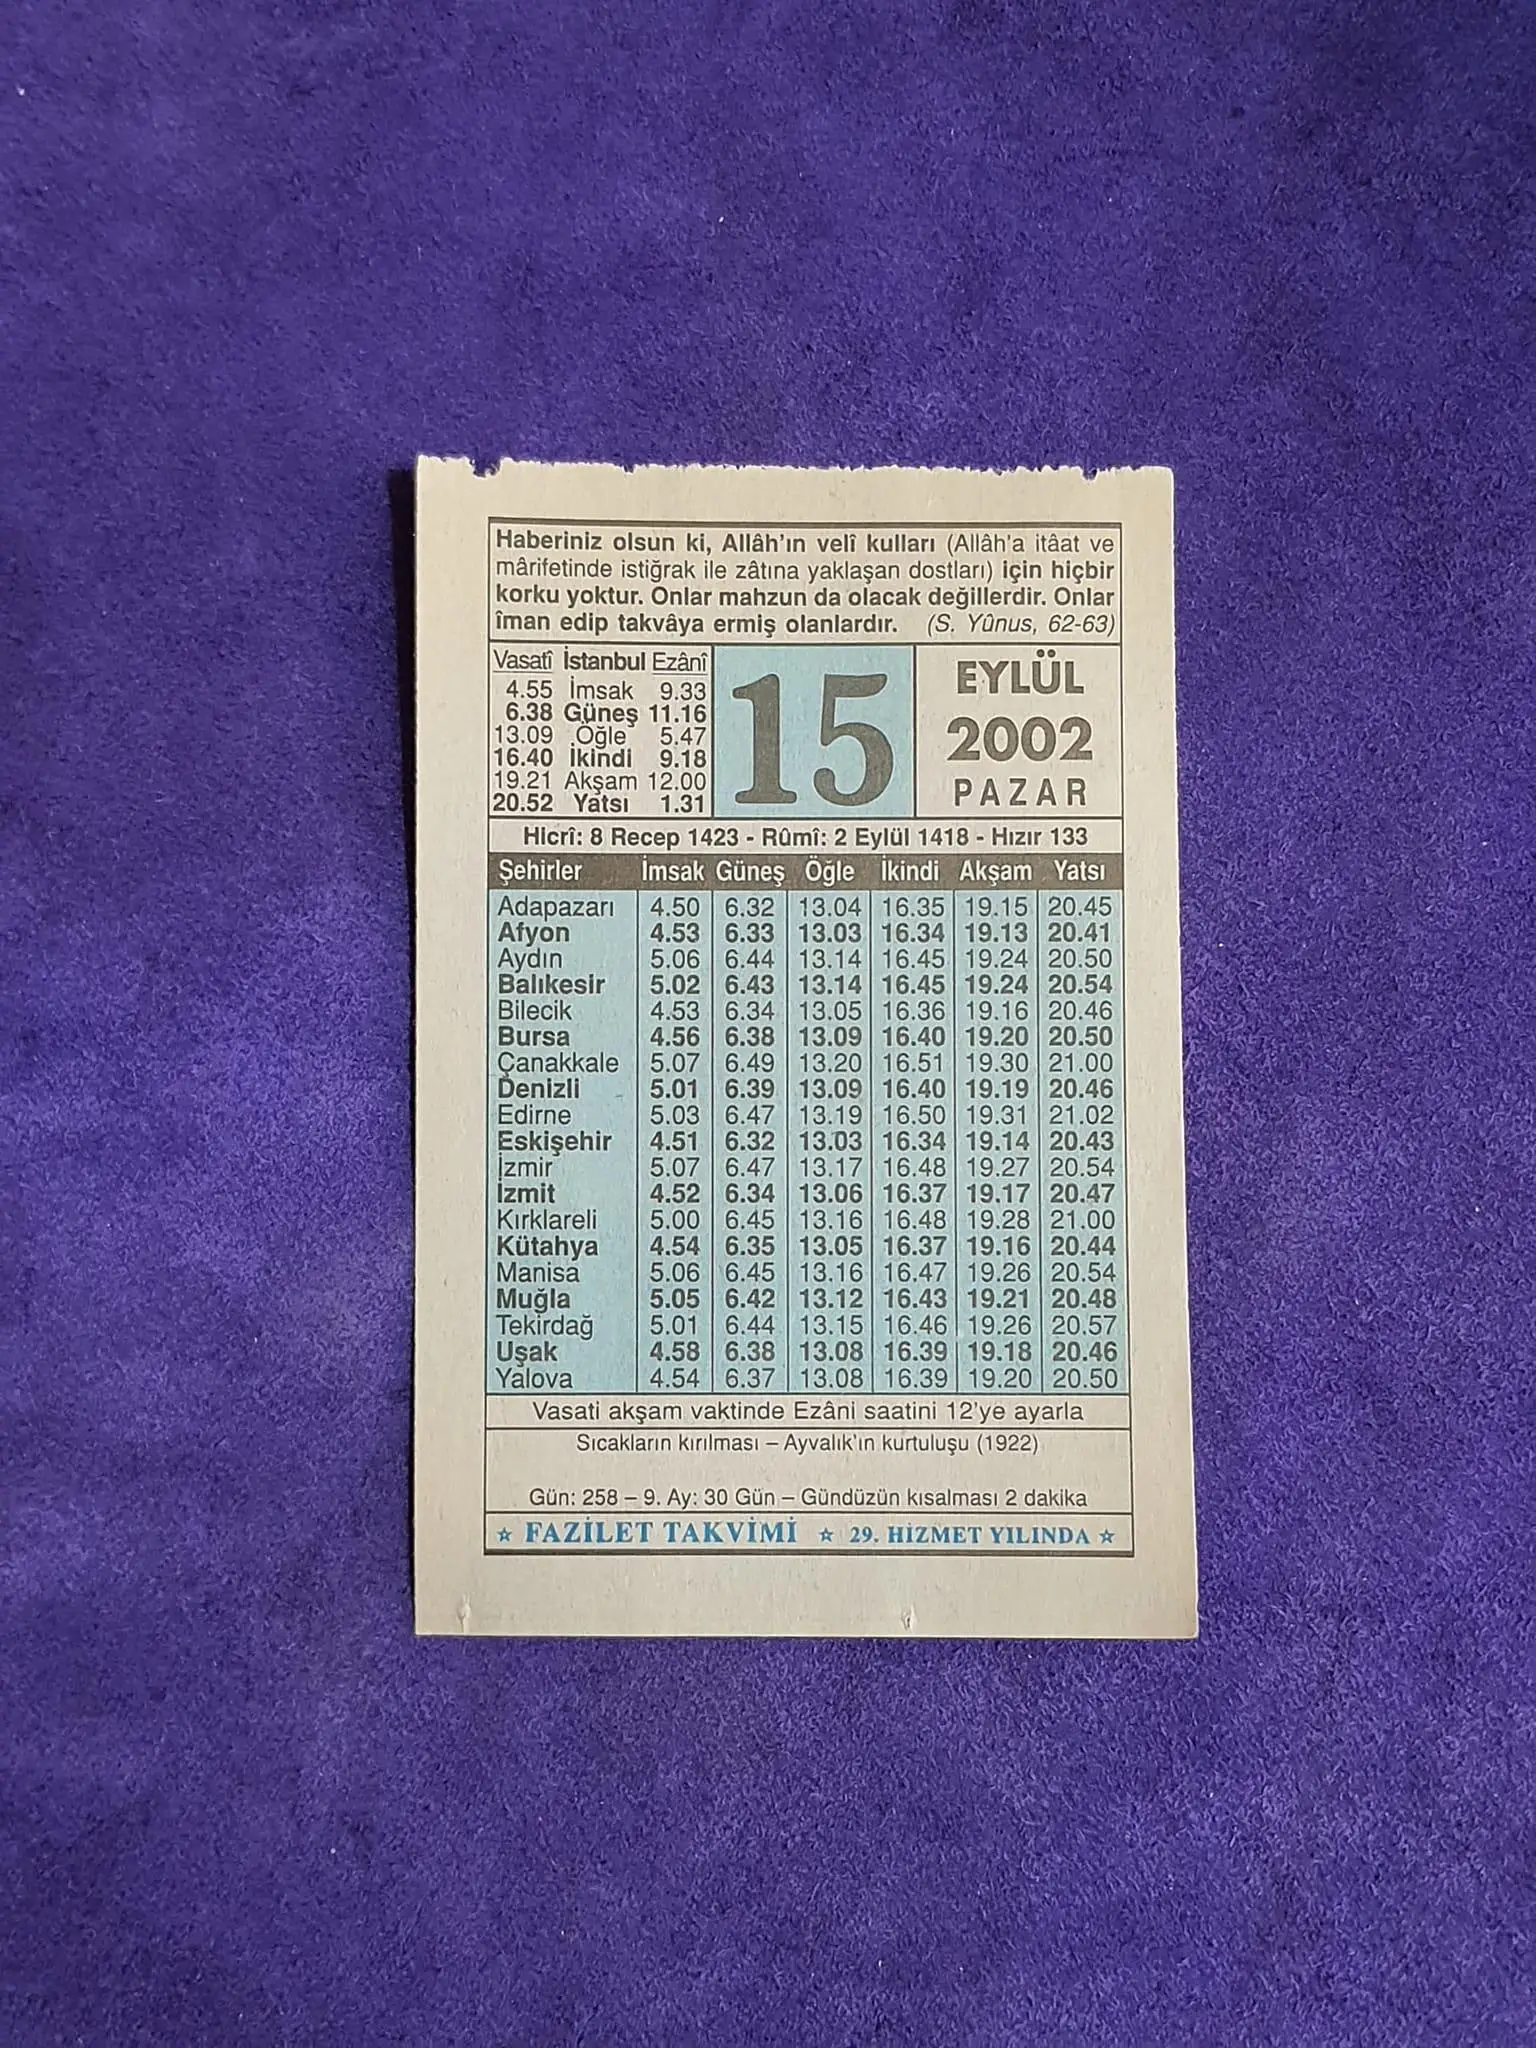 Haberiniz olsun ki, Allâh'ın velî kulları (Allâh'a itâat ve
mârifetinde istiğrak ile zâtına yaklaşan dostları) için hiçbir
korku yoktur. Onlar mahzun da olacak değillerdir. Onlar
îman edip takvâya ermiş olanlardır. (S. Yûnus, 62-63)
Vasatî İstanbul Ezânî
4.55 İmsak 9.33
6.38 Güneş 11.16
13.09 Öğle 5.47
16.40 İkindi 9.18
19.21 Akşam 12.00
20.52 Yatsı 1.31
15
EYLÜL
2002
PAZAR
Hicrî: 8 Recep 1423 - Rûmî: 2 Eylül 1418 - Hızır 133
Şehirler İmsak Güneş Öğle İkindi Akşam Yatsı
Adapazarı 4.50 6.32 13.04 16.35 19.15 20.45
Afyon 4.53 6.33 13.03 16.34 19.13 20.41
Aydın 5.06 6.44 13.14 16.45 19.24 20.50
Balıkesir 5.02 6.43 13.14 16.45 19.24 20.54
Bilecik 4.53 6.34 13.05 16.36 19.16 20.46
Bursa 4.56 6.38 13.09 16.40 19.20 20.50
Çanakkale 5.07 6.49 13.20 16.51 19.30 21.00
Denizli 5.01 6.39 13.09 16.40 19.19 20.46
Edirne 5.03 6.47 13.19 16.50 19.31 21.02
Eskişehir 4.51 6.32 13.03 16.34 19.14 20.43
İzmir 5.07 6.47 13.17 16.48 19.27 20.54
İzmit 4.52 6.34 13.06 16.37 19.17 20.47
Kırklareli 5.00 6.45 13.16 16.48 19.28 21.00
Kütahya 4.54 6.35 13.05 16.37 19.16 20.44
Manisa 5.06 6.45 13.16 16.47 19.26 20.54
Muğla 5.05 6.42 13.12 16.43 19.21 20.48
Tekirdağ 5.01 6.44 13.15 16.46 19.26 20.57
Uşak 4.58 6.38 13.08 16.39 19.18 20.46
Yalova 4.54 6.37 13.08 16.39 19.20 20.50
Vasati akşam vaktinde Ezâni saatini 12'ye ayarla
Sıcakların kırılması – Ayvalık'ın kurtuluşu (1922)
Gün: 258 – 9. Ay: 30 Gün – Gündüzün kısalması 2 dakika
☆ FAZİLET TAKVİMİ ☆ 29. HİZMET YILINDA ☆